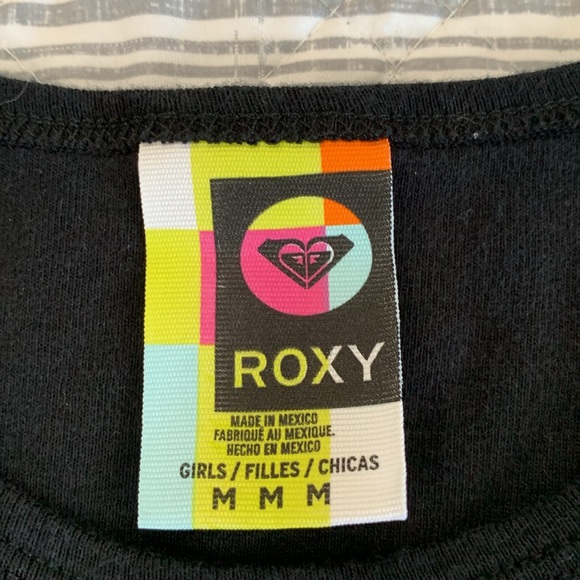 ROXY
MADE IN MEXICO
FABRIQUÉ AU MEXIQUE.
HECHO EN MEXICO
GIRLS / FILLES / CHICAS
M M M